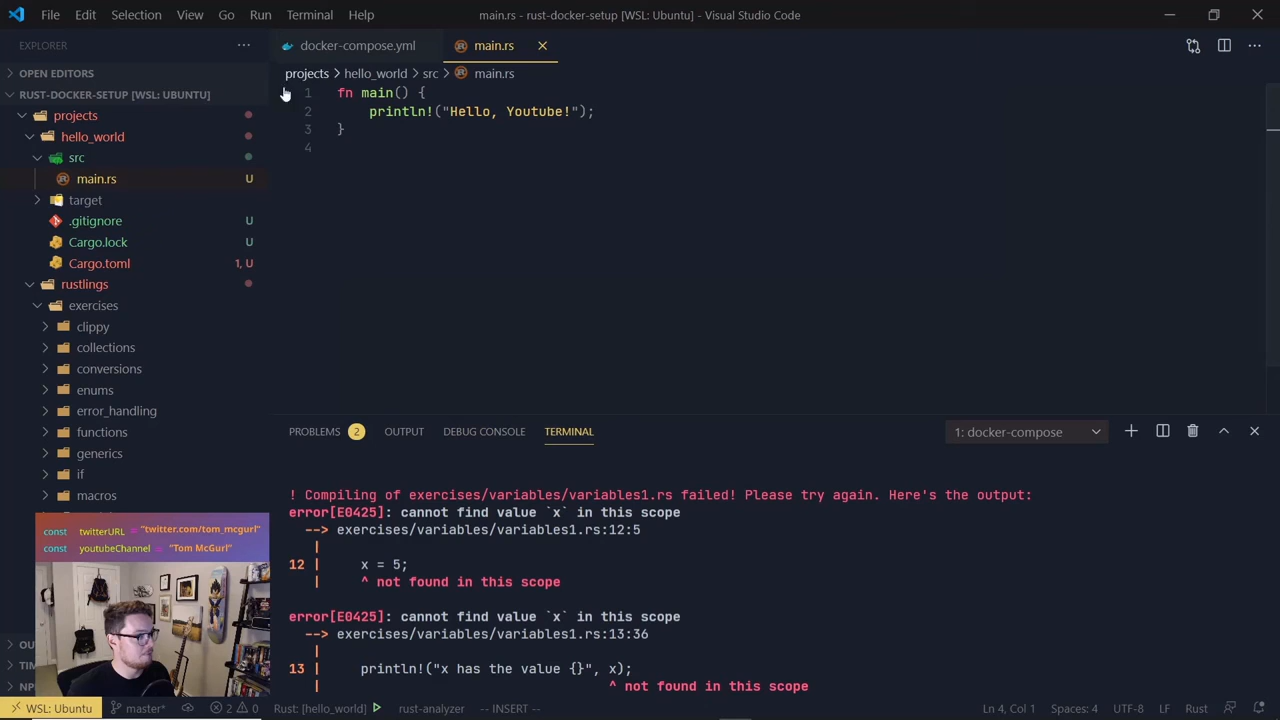 File Edit Selection View Go Run Terminal Help
main.rs - rust-docker-setup [WSL: Ubuntu] - Visual Studio Code
EXPLORER
OPEN EDITORS
RUST-DOCKER-SETUP [WSL: UBUNTU]
projects
hello_world
src
main.rs U
target
.gitignore U
Cargo.lock U
Cargo.toml 1, U
rustlings
exercises
clippy
collections
conversions
enums
error_handling
functions
generics
if
macros
const twitterURL = "twitter.com/tom_mcgurl"
const youtubeChannel = "Tom McGurl"
OU
TIM
NP
docker-compose.yml main.rs
projects > hello_world > src > main.rs
1 fn main() {
2 println!("Hello, Youtube!");
3 }
4
PROBLEMS 2 OUTPUT DEBUG CONSOLE TERMINAL 1: docker-compose
! Compiling of exercises/variables/variables1.rs failed! Please try again. Here's the output:
error[E0425]: cannot find value `x` in this scope
--> exercises/variables/variables1.rs:12:5
|
12 | x = 5;
| ^ not found in this scope
error[E0425]: cannot find value `x` in this scope
--> exercises/variables/variables1.rs:13:36
|
13 | println!("x has the value {}", x);
| ^ not found in this scope
WSL: Ubuntu master* 2 0 Rust: [hello_world] rust-analyzer -- INSERT -- Ln 4, Col 1 Spaces: 4 UTF-8 LF Rust